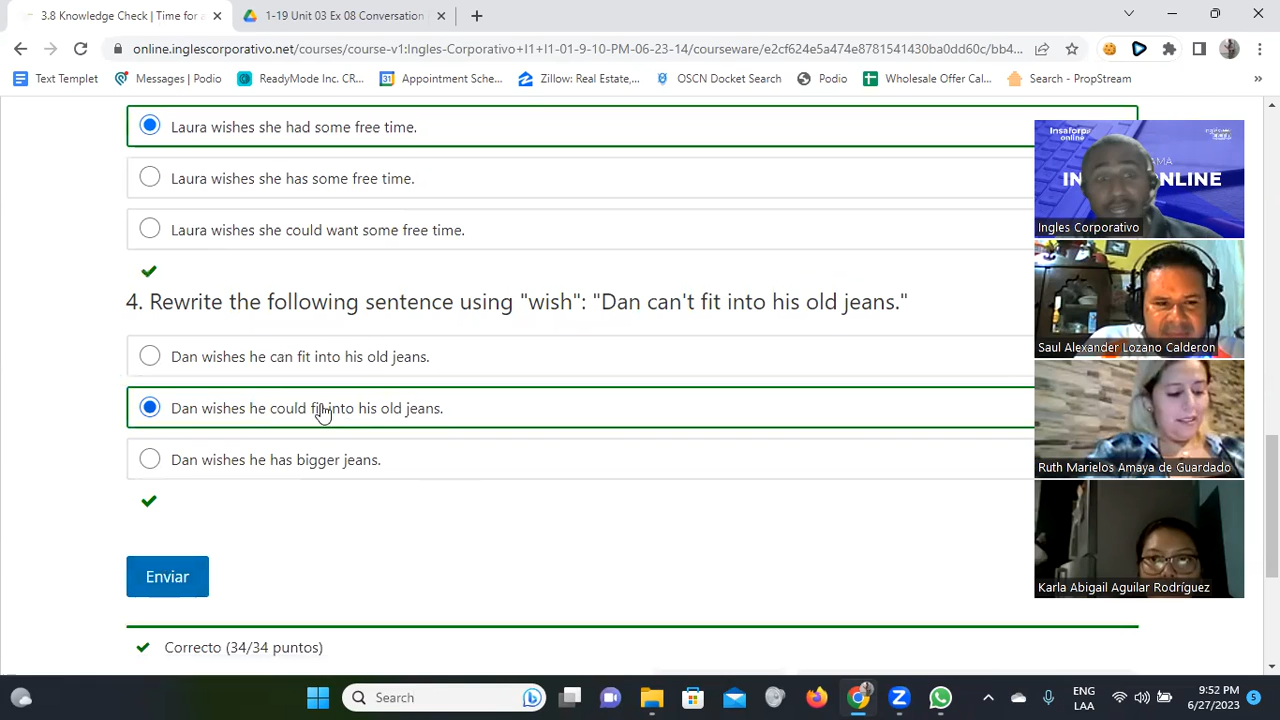 3.8 Knowledge Check | Time for a
1-19 Unit 03 Ex 08 Conversation
online.inglescorporativo.net/courses/course-v1:Ingles-Corporativo+I1+I1-01-9-10-PM-06-23-14/courseware/e2cf624e5a474e8781541430ba0dd60c/bb4...
Text Templet
Messages | Podio
ReadyMode Inc. CR...
Appointment Sche...
Zillow: Real Estate,...
OSCN Docket Search
Podio
Wholesale Offer Cal...
Search - PropStream
Laura wishes she had some free time.
Laura wishes she has some free time.
Laura wishes she could want some free time.
4. Rewrite the following sentence using "wish": "Dan can't fit into his old jeans."
Dan wishes he can fit into his old jeans.
Dan wishes he could fit into his old jeans.
Dan wishes he has bigger jeans.
Enviar
Correcto (34/34 puntos)
Ingles Corporativo
Saul Alexander Lozano Calderon
Ruth Marielos Amaya de Guardado
Karla Abigail Aguilar Rodríguez
Search
ENG
LAA
9:52 PM
6/27/2023
5